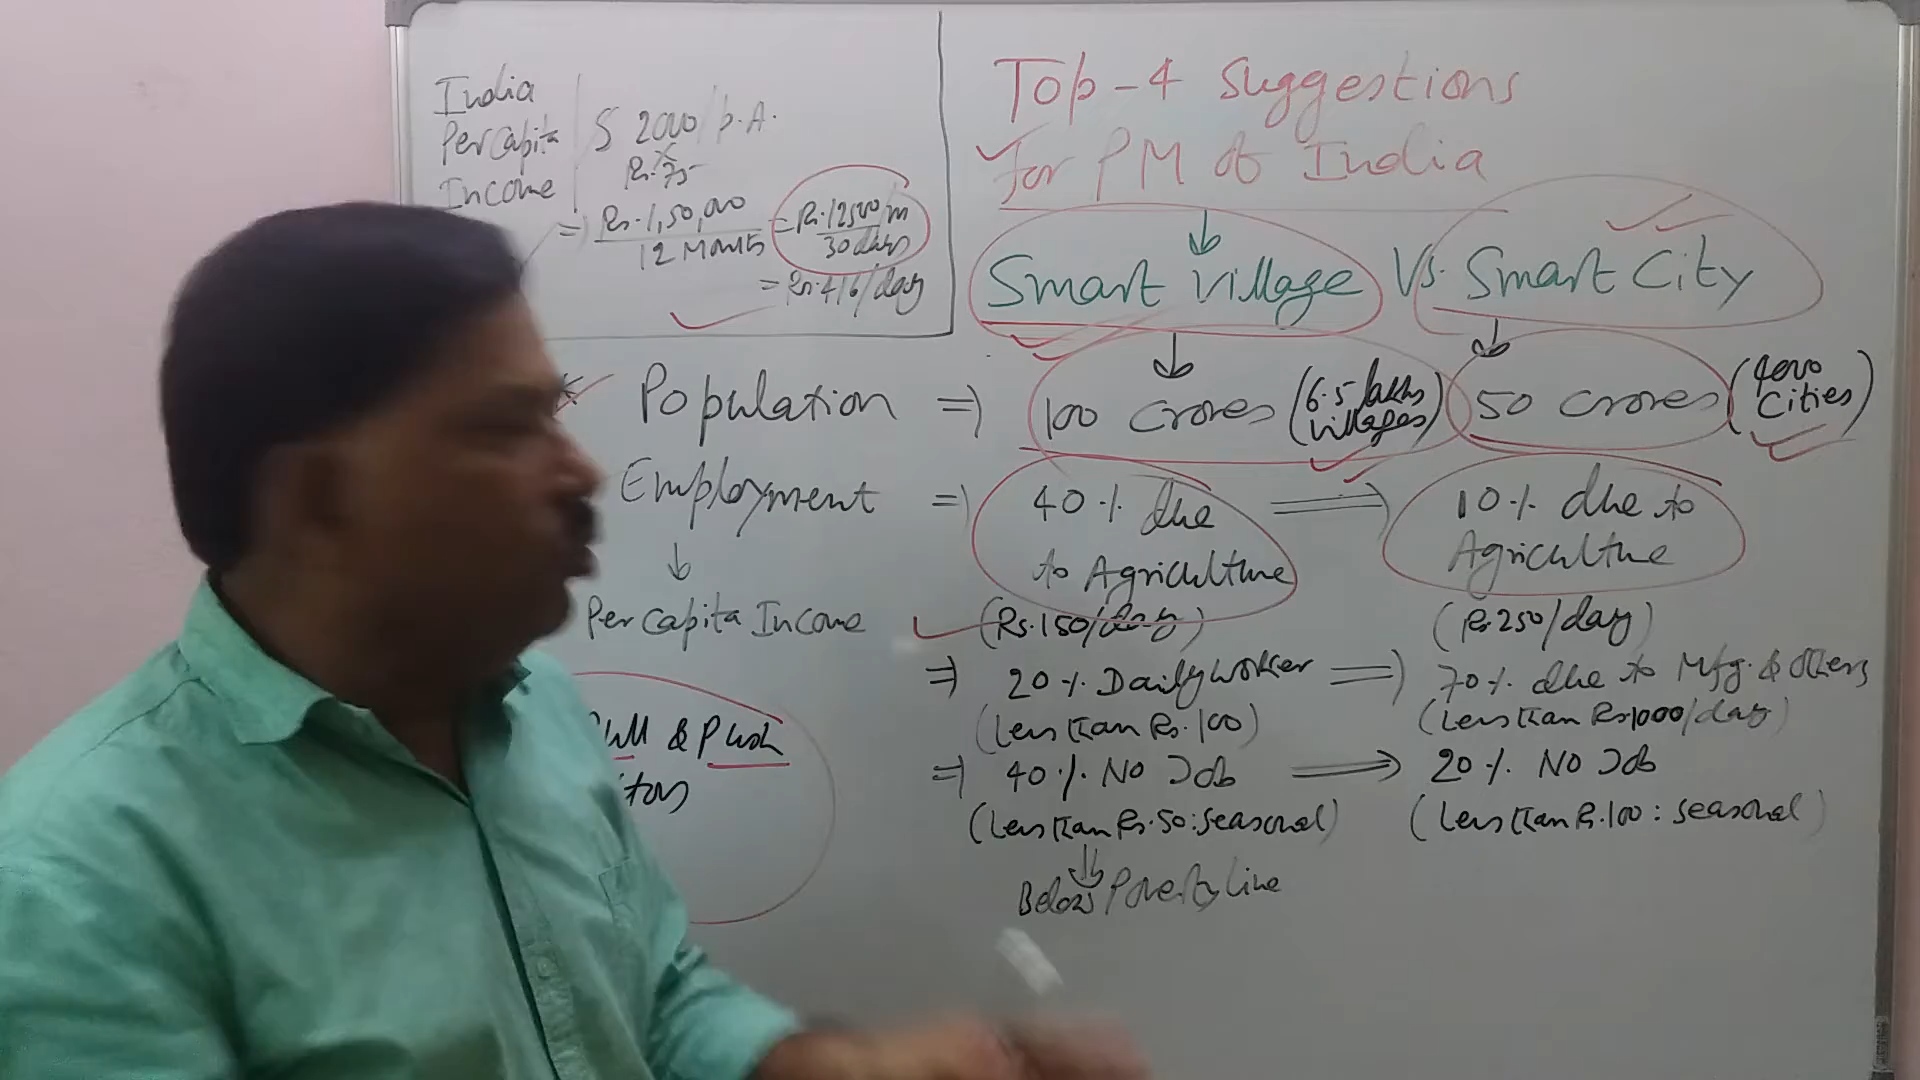 India
Per Capita
Income
$ 2000/p.A.
x
Rs.75
=) Rs.1,50,000
12 Months
= Rs.12500/m
30 days
= Rs.416/day
Top-4 Suggestions
for PM of India
Smart Village Vs. Smart City
* Population =) 100 crores (6.5 lakhs villages) 50 crores (4000 Cities)
Employment =) 40% due
to Agriculture
10% due to
Agriculture
Per Capita Income
(Rs.150/day)
(Rs.250/day)
=) 20% Daily worker =) 70% due to Mfg. & others
(Less than Rs.100) (Less than Rs1000/day)
=) 40% No Job 20% No Job
(Less than Rs.50:seasonal) (Less than Rs.100: seasonal)
Below Poverty Line
& Push